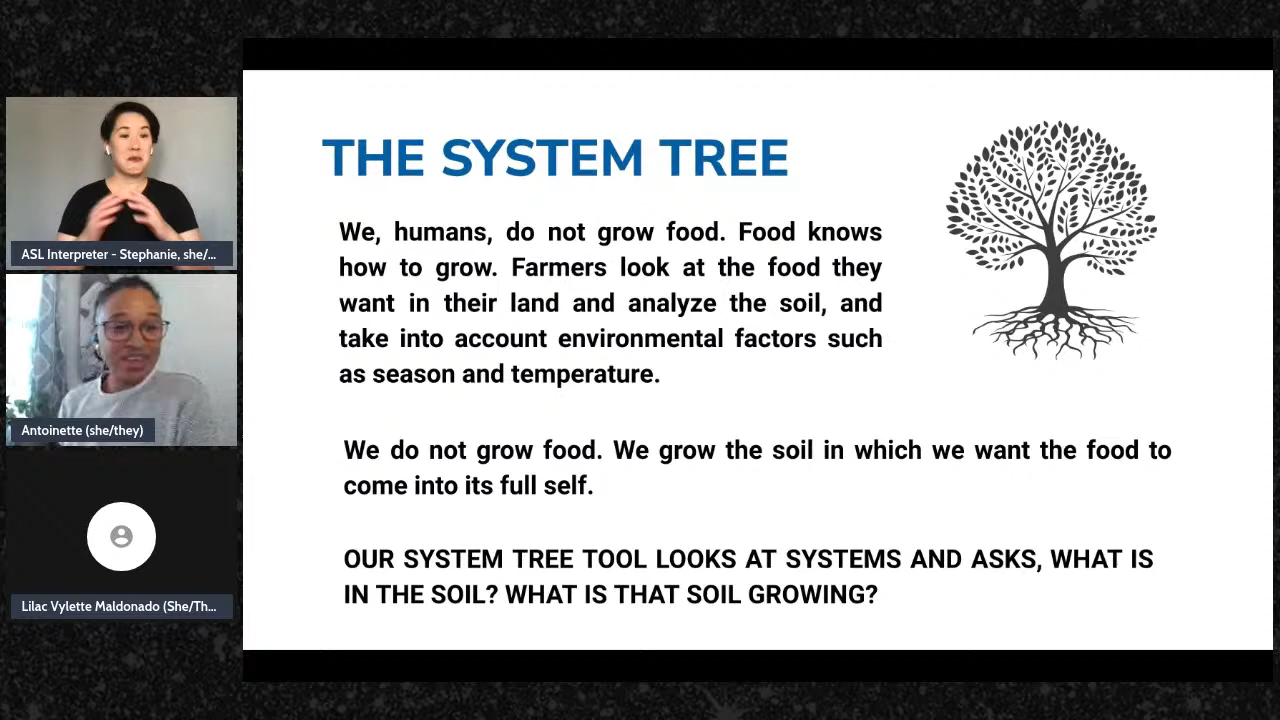 ASL Interpreter - Stephanie, she/...
Antoinette (she/they)
Lilac Vylette Maldonado (She/Th...
THE SYSTEM TREE
We, humans, do not grow food. Food knows
how to grow. Farmers look at the food they
want in their land and analyze the soil, and
take into account environmental factors such
as season and temperature.
We do not grow food. We grow the soil in which we want the food to
come into its full self.
OUR SYSTEM TREE TOOL LOOKS AT SYSTEMS AND ASKS, WHAT IS
IN THE SOIL? WHAT IS THAT SOIL GROWING?